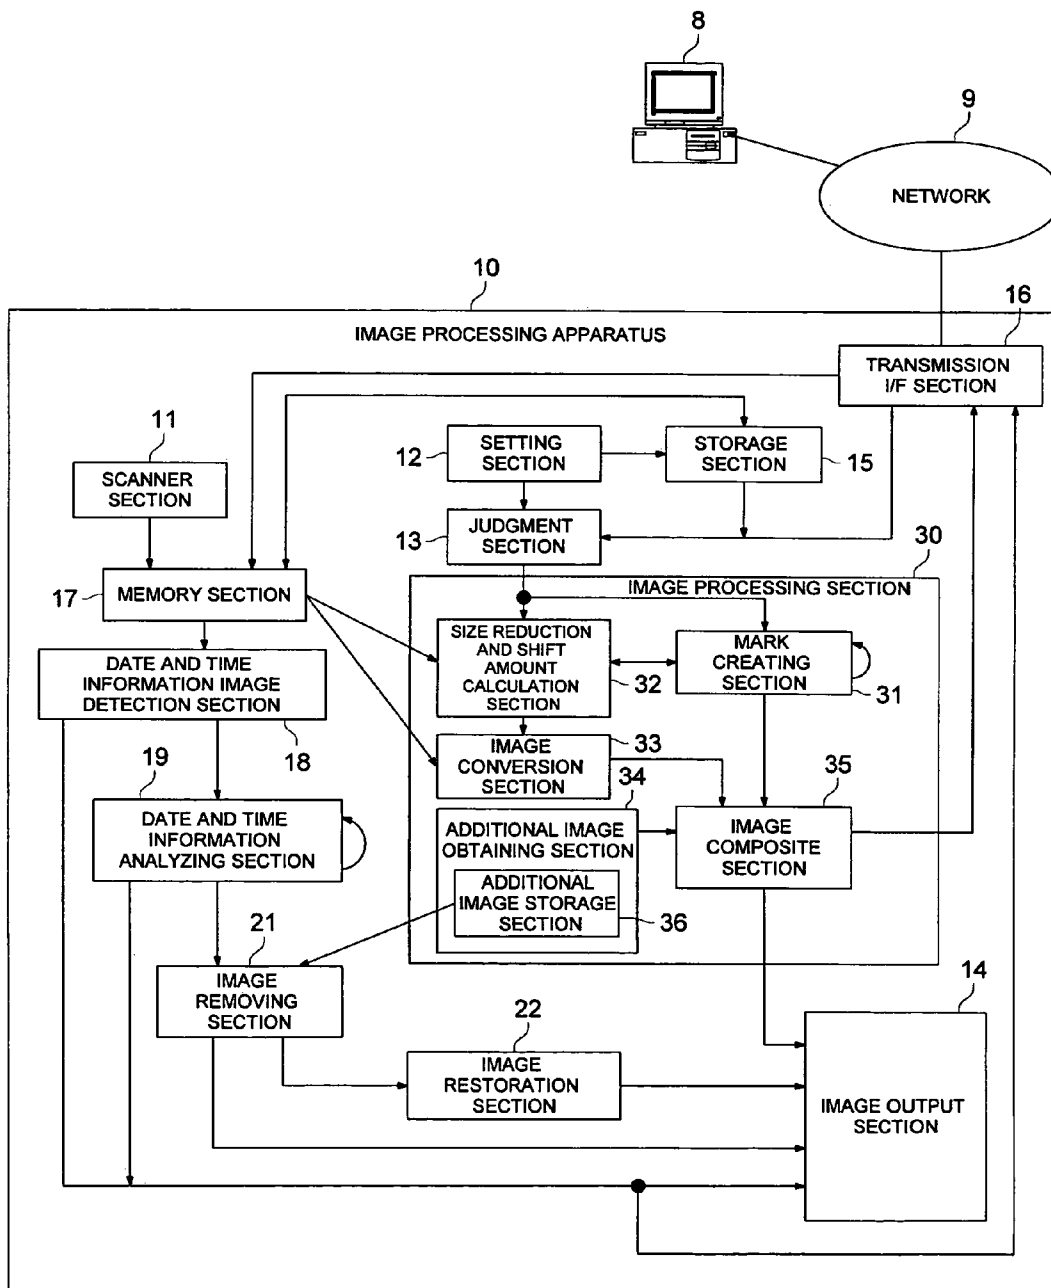 8
9
NETWORK
10
16
IMAGE PROCESSING APPARATUS
TRANSMISSION
I/F SECTION
11
SCANNER
SECTION
12
SETTING
SECTION
STORAGE
SECTION
15
13
JUDGMENT
SECTION
30
IMAGE PROCESSING SECTION
17
MEMORY SECTION
SIZE REDUCTION
AND SHIFT
AMOUNT
CALCULATION
SECTION
32
MARK
CREATING
SECTION
31
DATE AND TIME
INFORMATION IMAGE
DETECTION SECTION
18
IMAGE
CONVERSION
SECTION
33
19
DATE AND TIME
INFORMATION
ANALYZING SECTION
34
ADDITIONAL IMAGE
OBTAINING SECTION
ADDITIONAL
IMAGE STORAGE
SECTION
36
35
IMAGE
COMPOSITE
SECTION
21
IMAGE
REMOVING
SECTION
22
IMAGE
RESTORATION
SECTION
14
IMAGE OUTPUT
SECTION